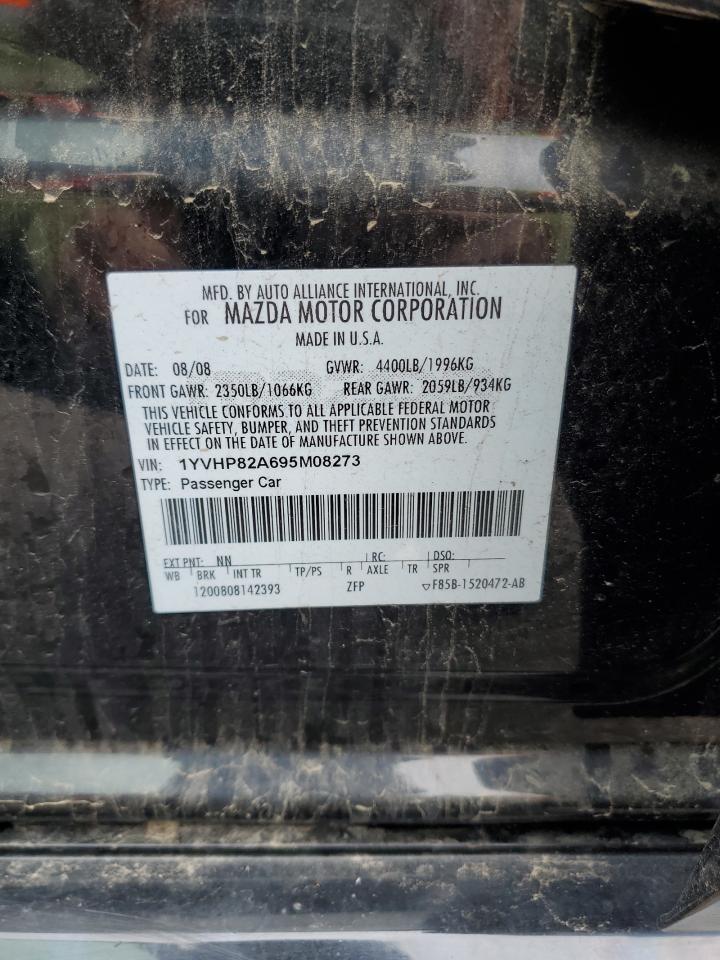 MFD. BY AUTO ALLIANCE INTERNATIONAL, INC.
FOR MAZDA MOTOR CORPORATION
MADE IN U.S.A.
DATE: 08/08 GVWR: 4400LB/1996KG
FRONT GAWR: 2350LB/1066KG REAR GAWR: 2059LB/934KG
THIS VEHICLE CONFORMS TO ALL APPLICABLE FEDERAL MOTOR
VEHICLE SAFETY, BUMPER, AND THEFT PREVENTION STANDARDS
IN EFFECT ON THE DATE OF MANUFACTURE SHOWN ABOVE.
VIN: 1YVHP82A695M08273
TYPE: Passenger Car
EXT PNT: NN RC: DSO:
WB BRK INT TR TP/PS R AXLE TR SPR
1200808142393 ZFP ▽F85B-1520472-AB